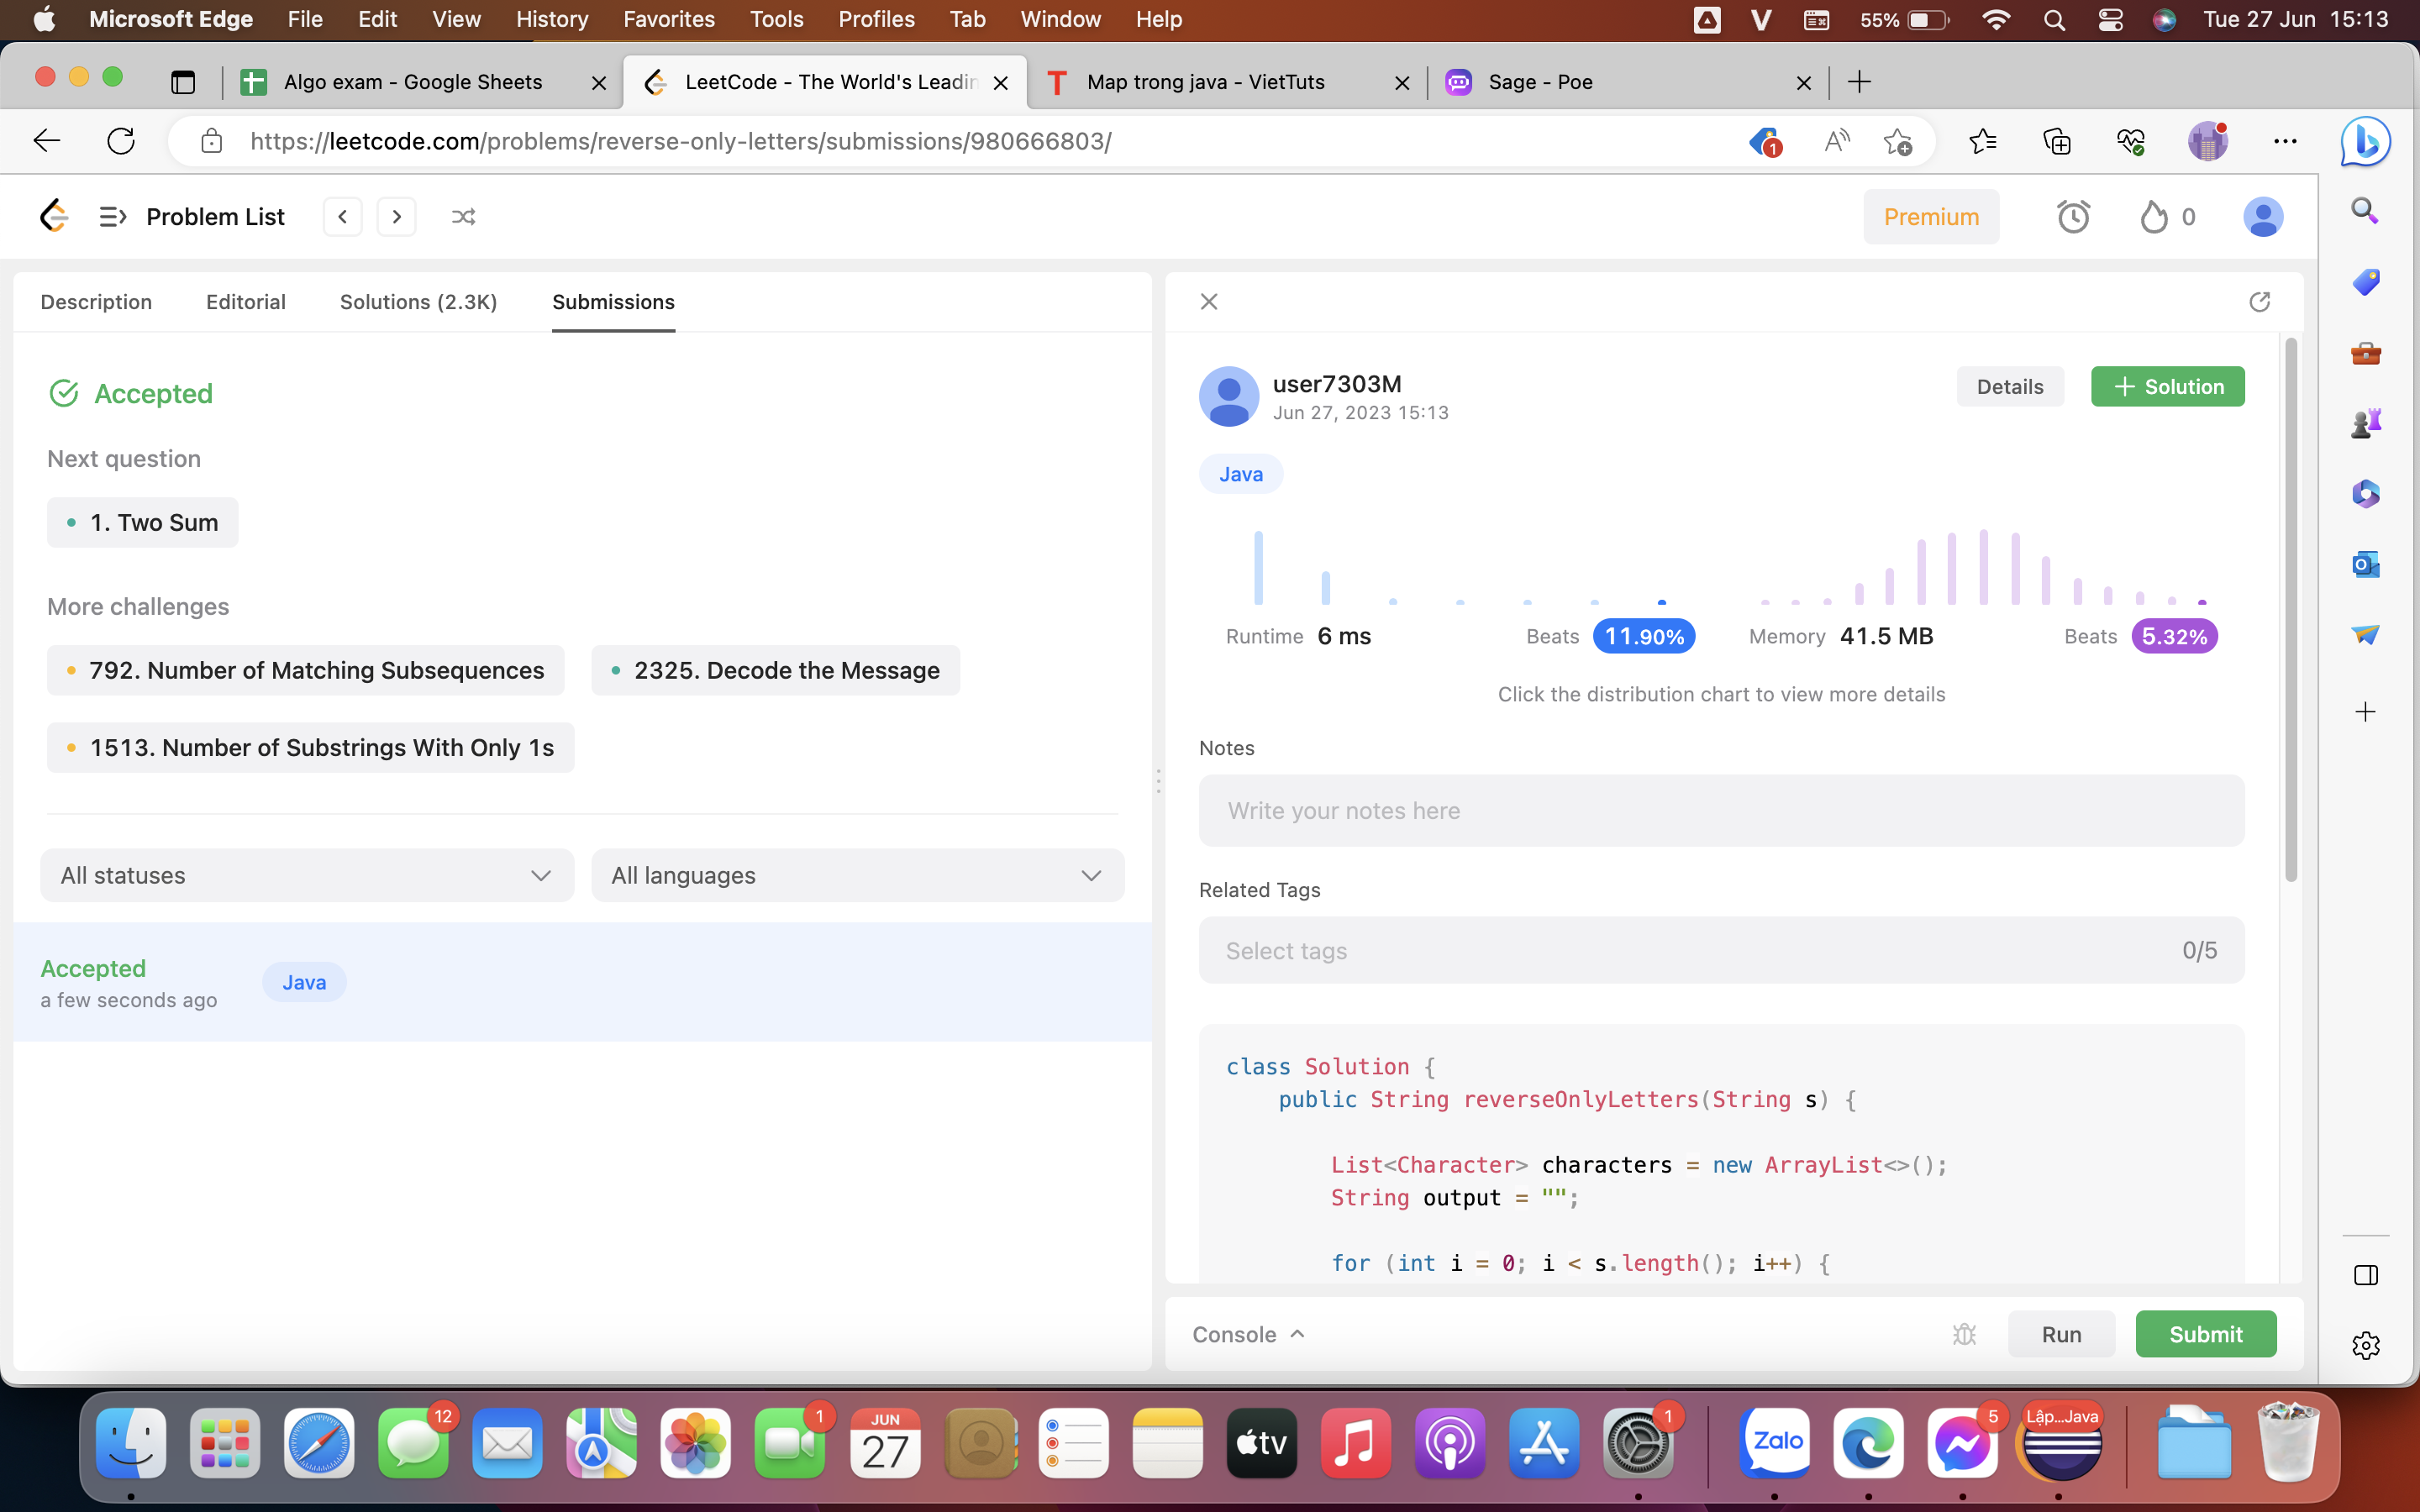 Microsoft Edge File Edit View History Favorites Tools Profiles Tab Window Help 55% Tue 27 Jun 15:13
Algo exam - Google Sheets LeetCode - The World's Leadin Map trong java - VietTuts Sage - Poe
https://leetcode.com/problems/reverse-only-letters/submissions/980666803/ 1
Problem List Premium 0
Description Editorial Solutions (2.3K) Submissions
Accepted
Next question
1. Two Sum
More challenges
792. Number of Matching Subsequences 2325. Decode the Message
1513. Number of Substrings With Only 1s
All statuses All languages
Accepted
a few seconds ago
Java
user7303M
Jun 27, 2023 15:13
Details + Solution
Java
Runtime 6 ms Beats 11.90% Memory 41.5 MB Beats 5.32%
Click the distribution chart to view more details
Notes
Write your notes here
Related Tags
Select tags 0/5
class Solution {
public String reverseOnlyLetters(String s) {
List<Character> characters = new ArrayList<>();
String output = "";
for (int i = 0; i < s.length(); i++) {
Console Run Submit
12 1 JUN 27 tv 1 Zalo 5 Lập...Java